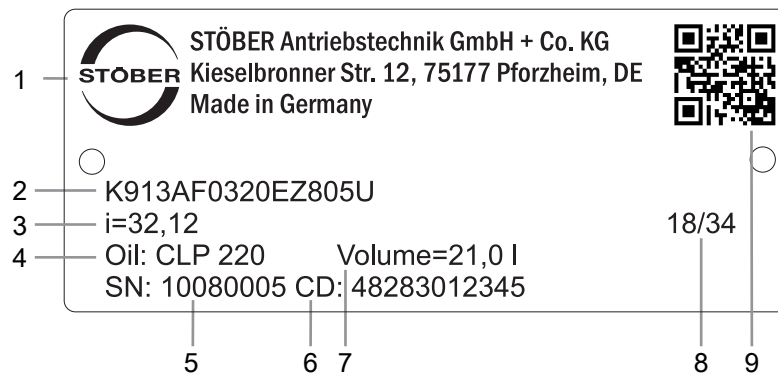 STÖBER
STÖBER Antriebstechnik GmbH + Co. KG
Kieselbronner Str. 12, 75177 Pforzheim, DE
Made in Germany
1
2 K913AF0320EZ805U
3 i=32,12 18/34
4 Oil: CLP 220 Volume=21,0 l
SN: 10080005 CD: 48283012345
5 6 7 8 9